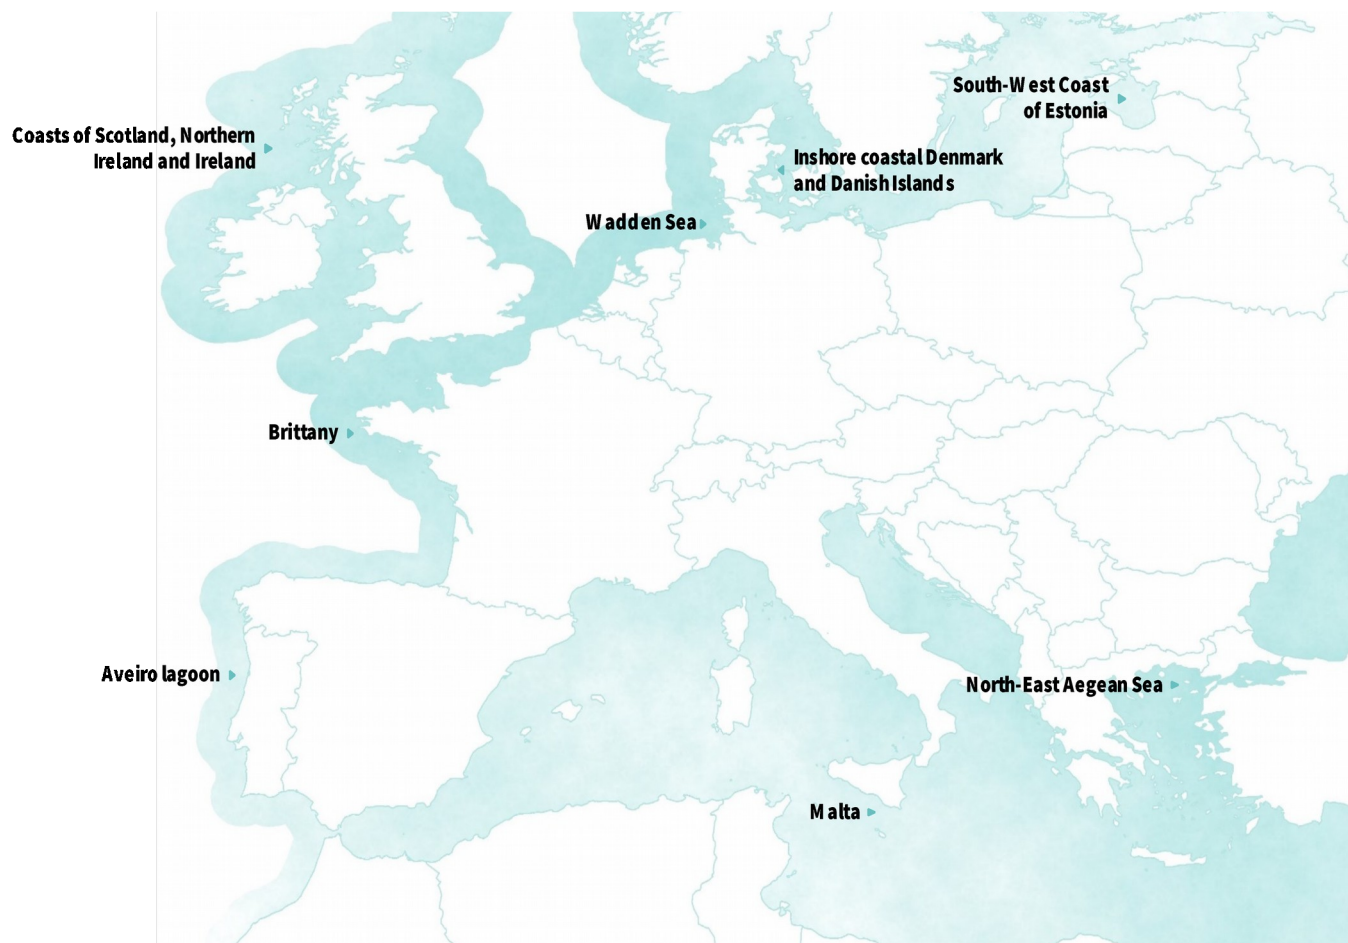 South-West Coast
of Estonia
Coasts of Scotland, Northern
Ireland and Ireland
Inshore coastal Denmark
and Danish Islands
Wadden Sea
Brittany
Aveiro lagoon
North-East Aegean Sea
Malta